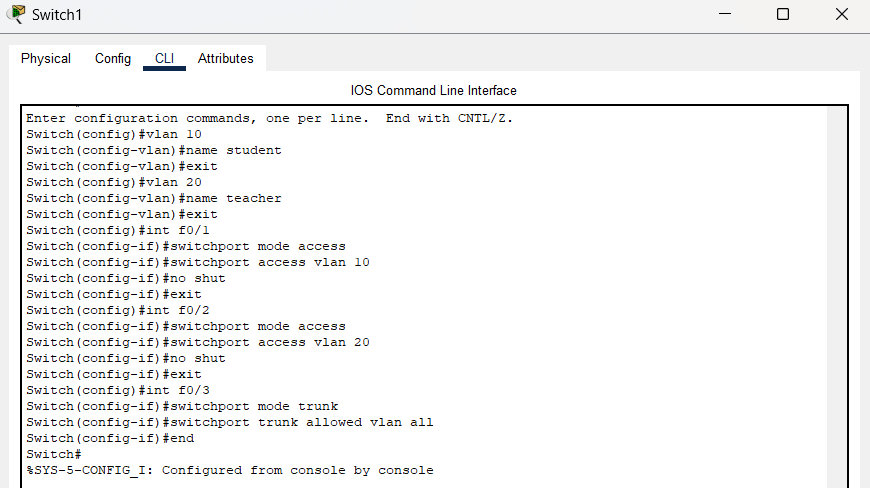 Switch1
Physical Config CLI Attributes
IOS Command Line Interface
Enter configuration commands, one per line.  End with CNTL/Z.
Switch(config)#vlan 10
Switch(config-vlan)#name student
Switch(config-vlan)#exit
Switch(config)#vlan 20
Switch(config-vlan)#name teacher
Switch(config-vlan)#exit
Switch(config)#int f0/1
Switch(config-if)#switchport mode access
Switch(config-if)#switchport access vlan 10
Switch(config-if)#no shut
Switch(config-if)#exit
Switch(config)#int f0/2
Switch(config-if)#switchport mode access
Switch(config-if)#switchport access vlan 20
Switch(config-if)#no shut
Switch(config-if)#exit
Switch(config)#int f0/3
Switch(config-if)#switchport mode trunk
Switch(config-if)#switchport trunk allowed vlan all
Switch(config-if)#end
Switch#
%SYS-5-CONFIG_I: Configured from console by console